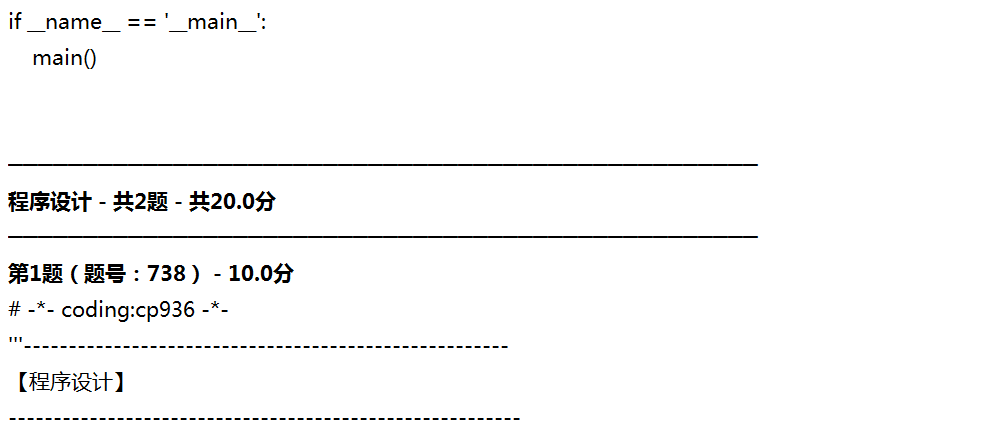 if __name__ == '__main__':
main()
程序设计 - 共2题 - 共20.0分
第1题（题号：738） - 10.0分
# -*- coding:cp936 -*-
'''------------------------------------------------------
【程序设计】
---------------------------------------------------------